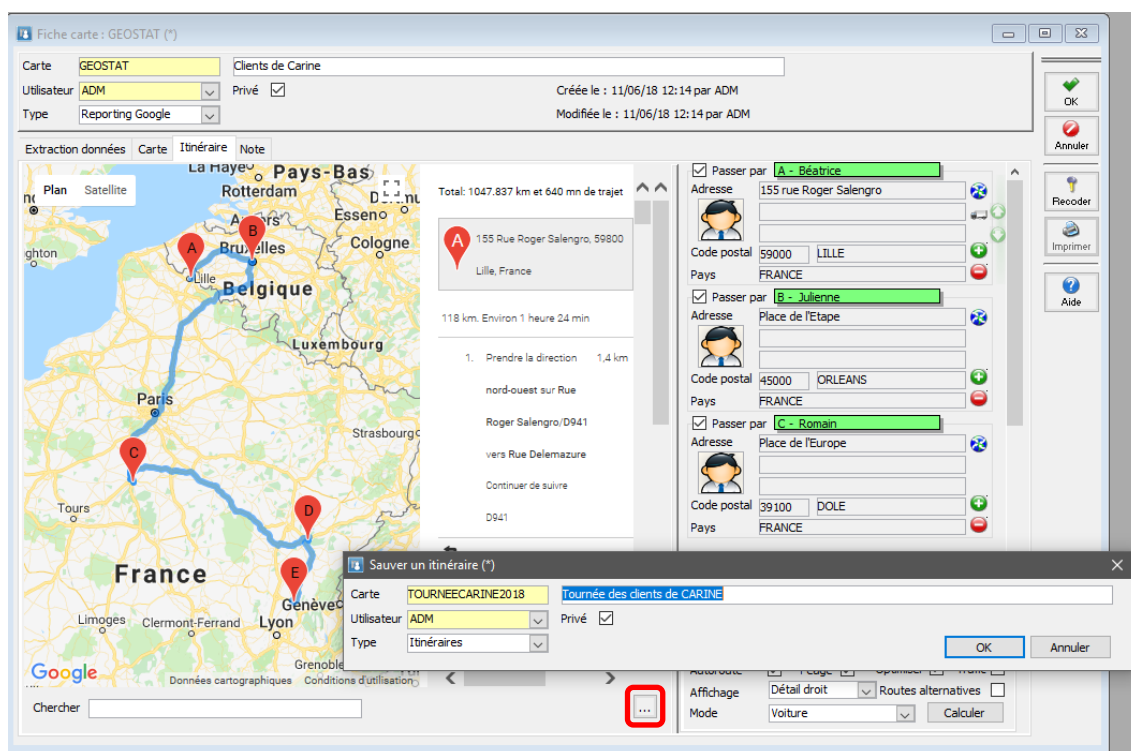 Fiche carte : GEOSTAT (*)
Carte GEOSTAT Clients de Carine
Utilisateur ADM Privé Créée le : 11/06/18 12:14 par ADM
Type Reporting Google Modifiée le : 11/06/18 12:14 par ADM
OK
Annuler
Recoder
Imprimer
Aide
Extraction données Carte Itinéraire Note
Plan Satellite
La Haye
Pays-Bas
Rotterdam
Essen
Bruxelles
Cologne
ghton
Lille
Belgique
Luxembourg
Paris
Strasbourg
Tours
France
Genève
Limoges Clermont-Ferrand Lyon
Grenoble
A
B
C
D
E
Google
Données cartographiques Conditions d'utilisation
Chercher
...
Total: 1047.837 km et 640 mn de trajet
A
155 Rue Roger Salengro, 59800
Lille, France
118 km. Environ 1 heure 24 min
1. Prendre la direction 1,4 km
nord-ouest sur Rue
Roger Salengro/D941
vers Rue Delemazure
Continuer de suivre
D941
Passer par A - Béatrice
Adresse 155 rue Roger Salengro
Code postal 59000 LILLE
Pays FRANCE
Passer par B - Julienne
Adresse Place de l'Etape
Code postal 45000 ORLEANS
Pays FRANCE
Passer par C - Romain
Adresse Place de l'Europe
Code postal 39100 DOLE
Pays FRANCE
Sauver un itinéraire (*)
Carte TOURNEECARINE2018 Tournée des clients de CARINE
Utilisateur ADM Privé
Type Itinéraires
OK Annuler
Affichage Détail droit Routes alternatives
Mode Voiture Calculer